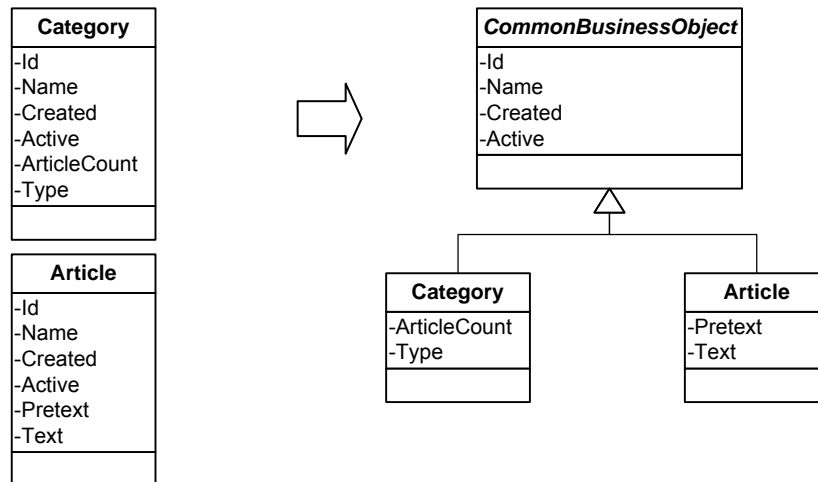 Category
-Id
-Name
-Created
-Active
-ArticleCount
-Type
Article
-Id
-Name
-Created
-Active
-Pretext
-Text
CommonBusinessObject
-Id
-Name
-Created
-Active
Category
-ArticleCount
-Type
Article
-Pretext
-Text